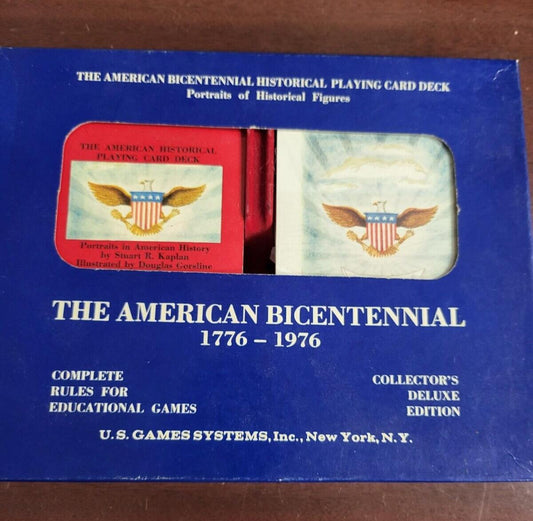 THE AMERICAN BICENTENNIAL HISTORICAL PLAYING CARD DECK
Portraits of Historical Figures
THE AMERICAN HISTORICAL
PLAYING CARD DECK
Portraits in American History
by Stuart R. Kaplan
Illustrated by Douglas Gorsline
THE AMERICAN BICENTENNIAL
1776 – 1976
COMPLETE
RULES FOR
EDUCATIONAL GAMES
COLLECTOR'S
DELUXE
EDITION
U.S. GAMES SYSTEMS, Inc., New York, N.Y.